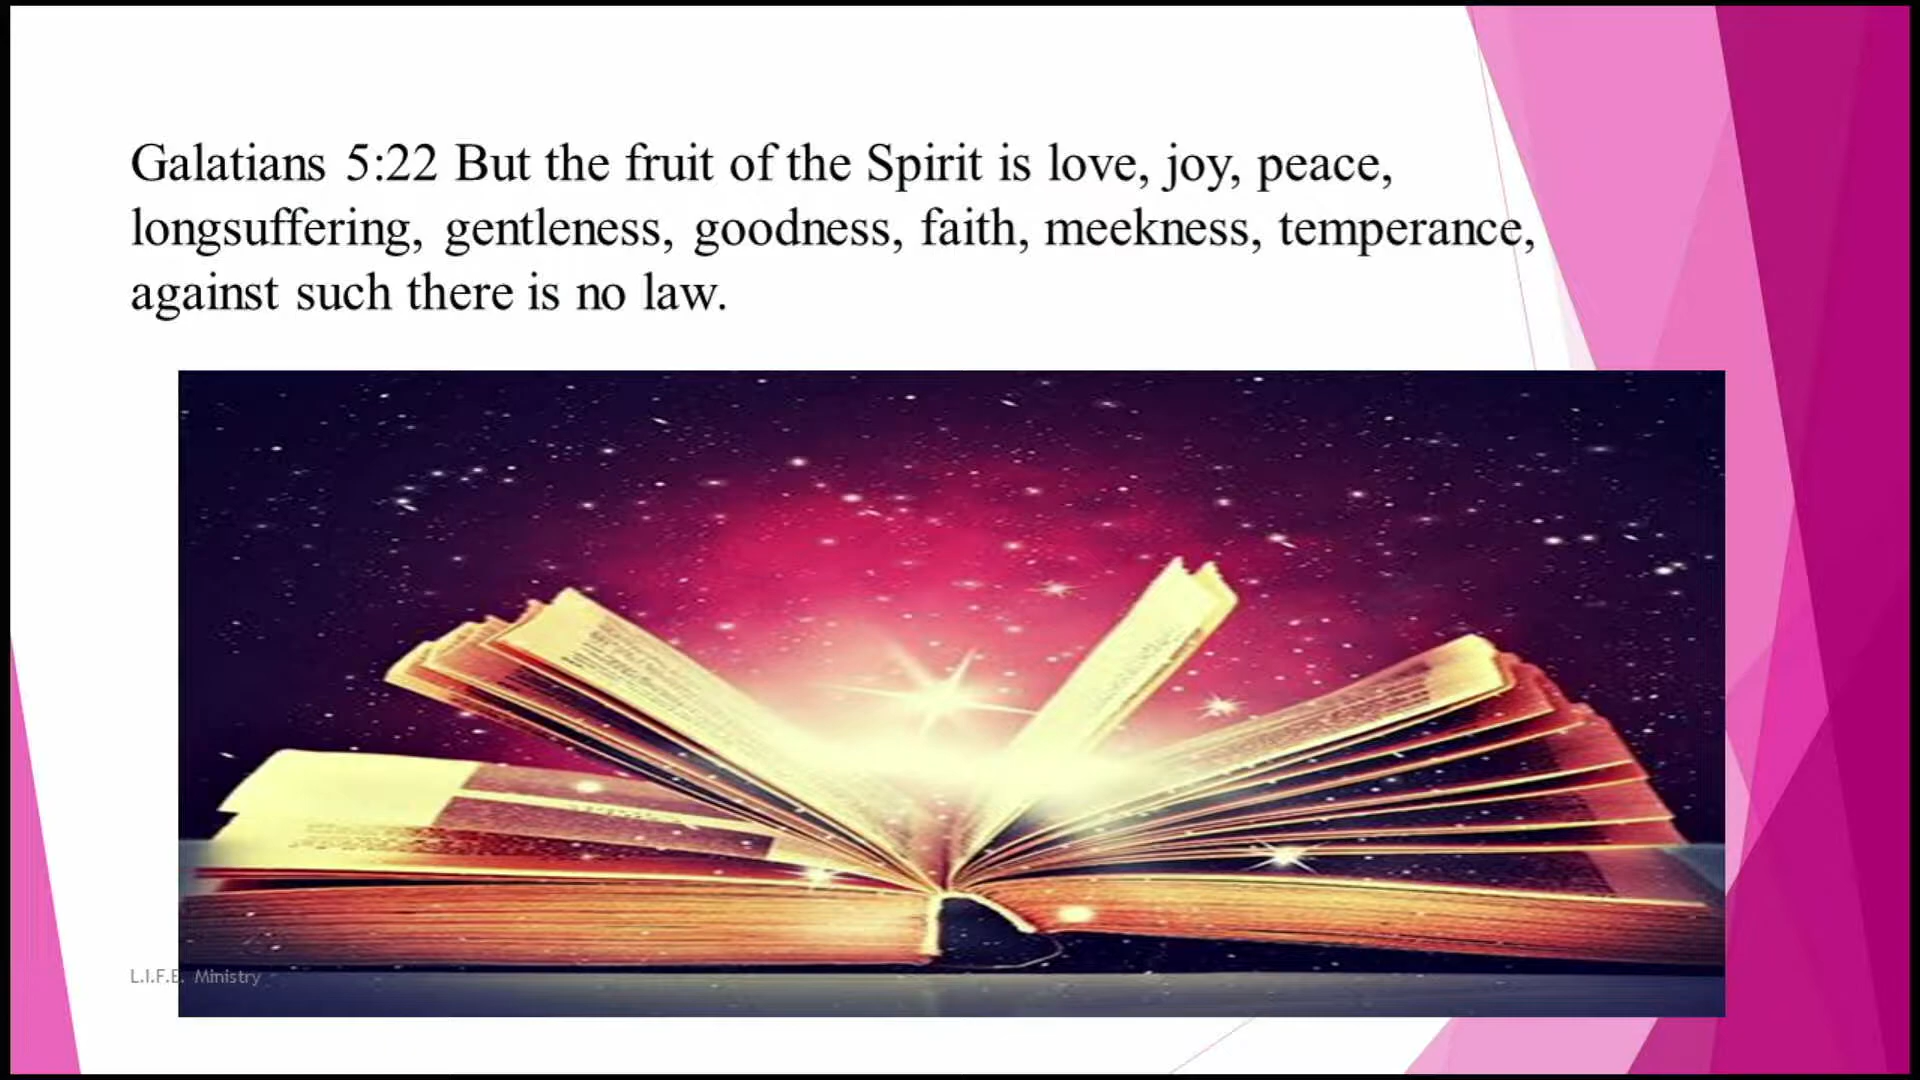 Galatians 5:22 But the fruit of the Spirit is love, joy, peace,
longsuffering, gentleness, goodness, faith, meekness, temperance,
against such there is no law.
L.I.F.E. Ministry